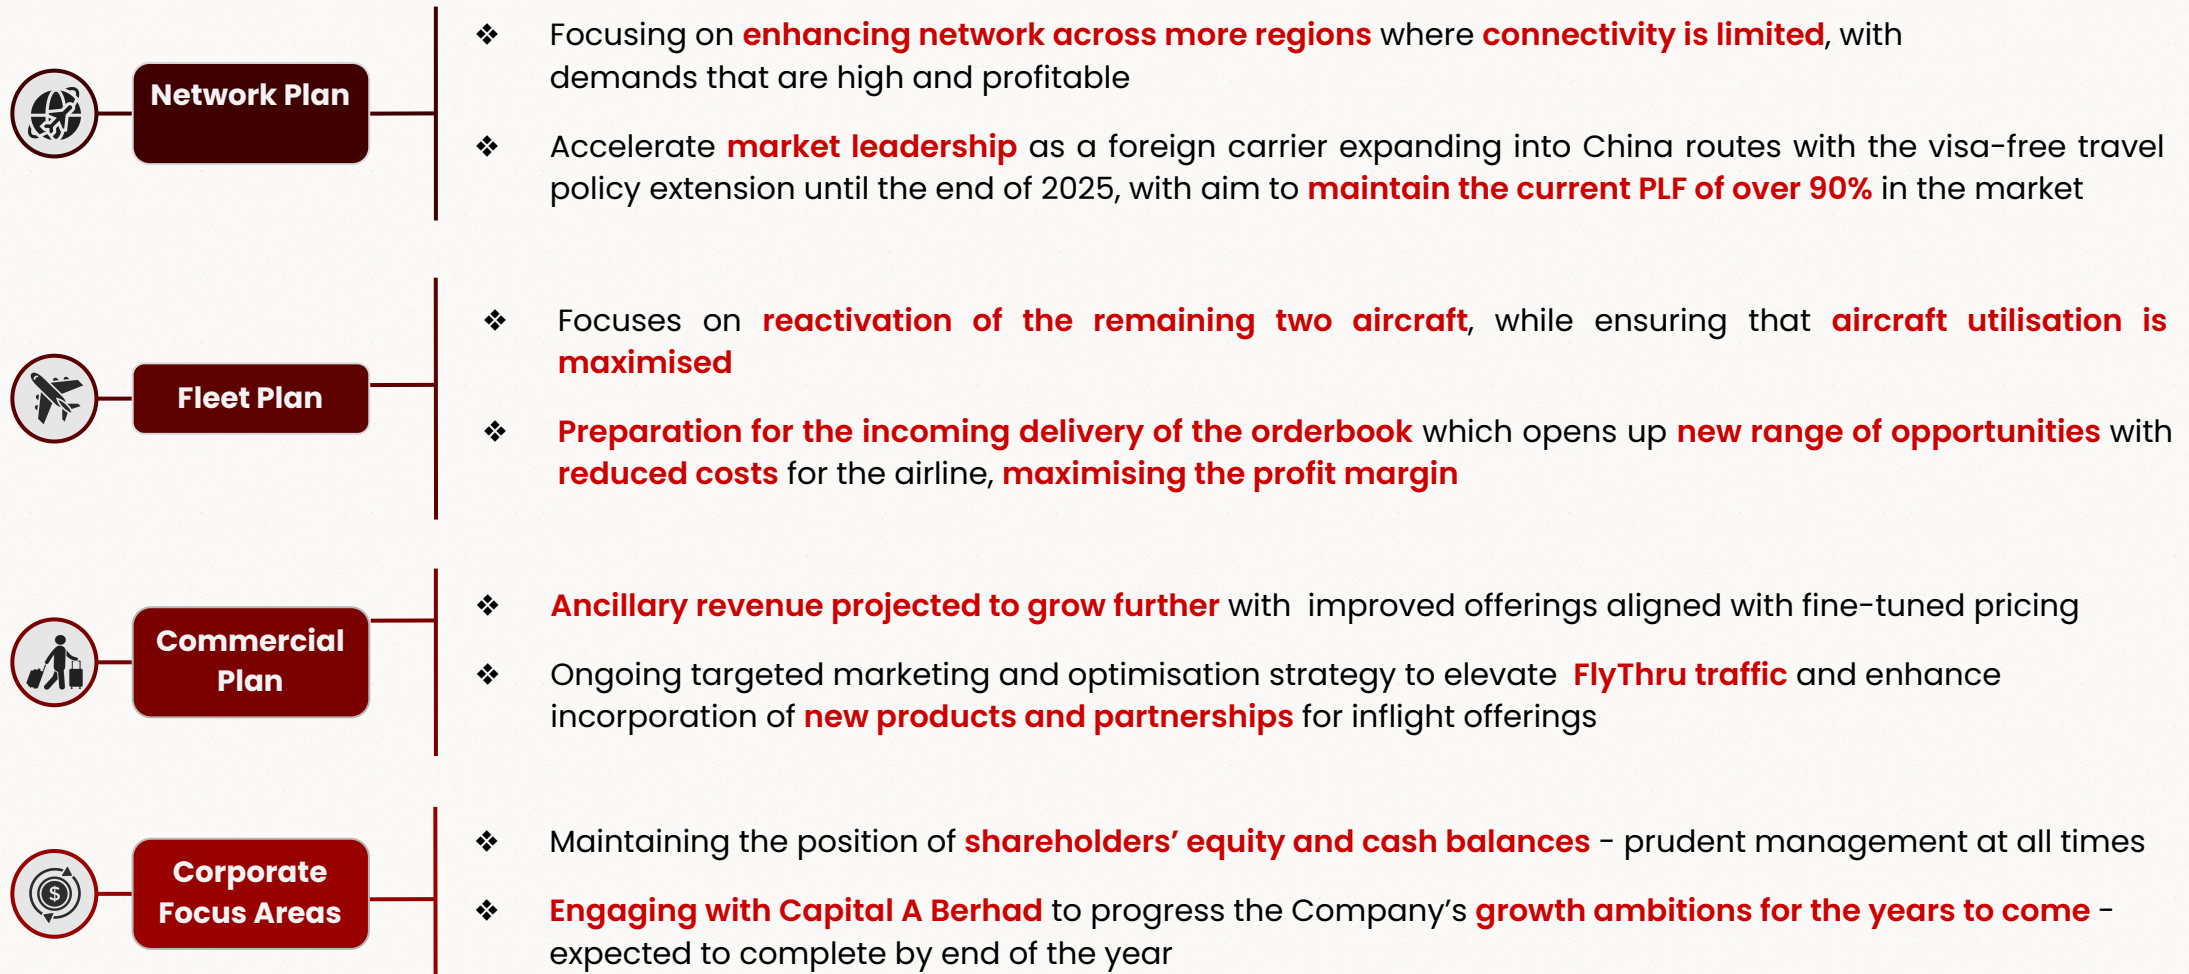 Network Plan
❖ Focusing on enhancing network across more regions where connectivity is limited, with
demands that are high and profitable
❖ Accelerate market leadership as a foreign carrier expanding into China routes with the visa-free travel
policy extension until the end of 2025, with aim to maintain the current PLF of over 90% in the market
Fleet Plan
❖ Focuses on reactivation of the remaining two aircraft, while ensuring that aircraft utilisation is
maximised
❖ Preparation for the incoming delivery of the orderbook which opens up new range of opportunities with
reduced costs for the airline, maximising the profit margin
Commercial
Plan
❖ Ancillary revenue projected to grow further with improved offerings aligned with fine-tuned pricing
❖ Ongoing targeted marketing and optimisation strategy to elevate FlyThru traffic and enhance
incorporation of new products and partnerships for inflight offerings
$
Corporate
Focus Areas
❖ Maintaining the position of shareholders’ equity and cash balances - prudent management at all times
❖ Engaging with Capital A Berhad to progress the Company’s growth ambitions for the years to come -
expected to complete by end of the year